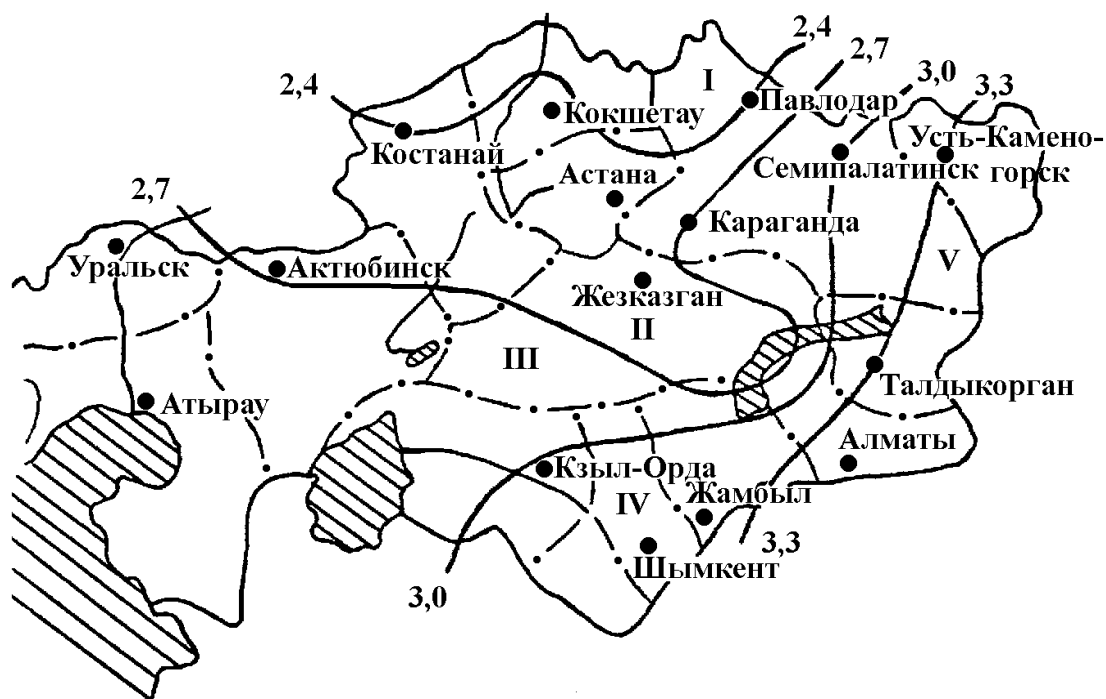 2,4
2,7
I
2,4
3,0
3,3
Павлодар
Кокшетау
Костанай
Усть-Камено-
горск
Семипалатинск
Астана
2,7
Караганда
Уральск
Актюбинск
V
Жезказган
II
III
Талдыкорган
Атырау
Алматы
Кзыл-Орда
IV
Жамбыл
3,3
Шымкент
3,0